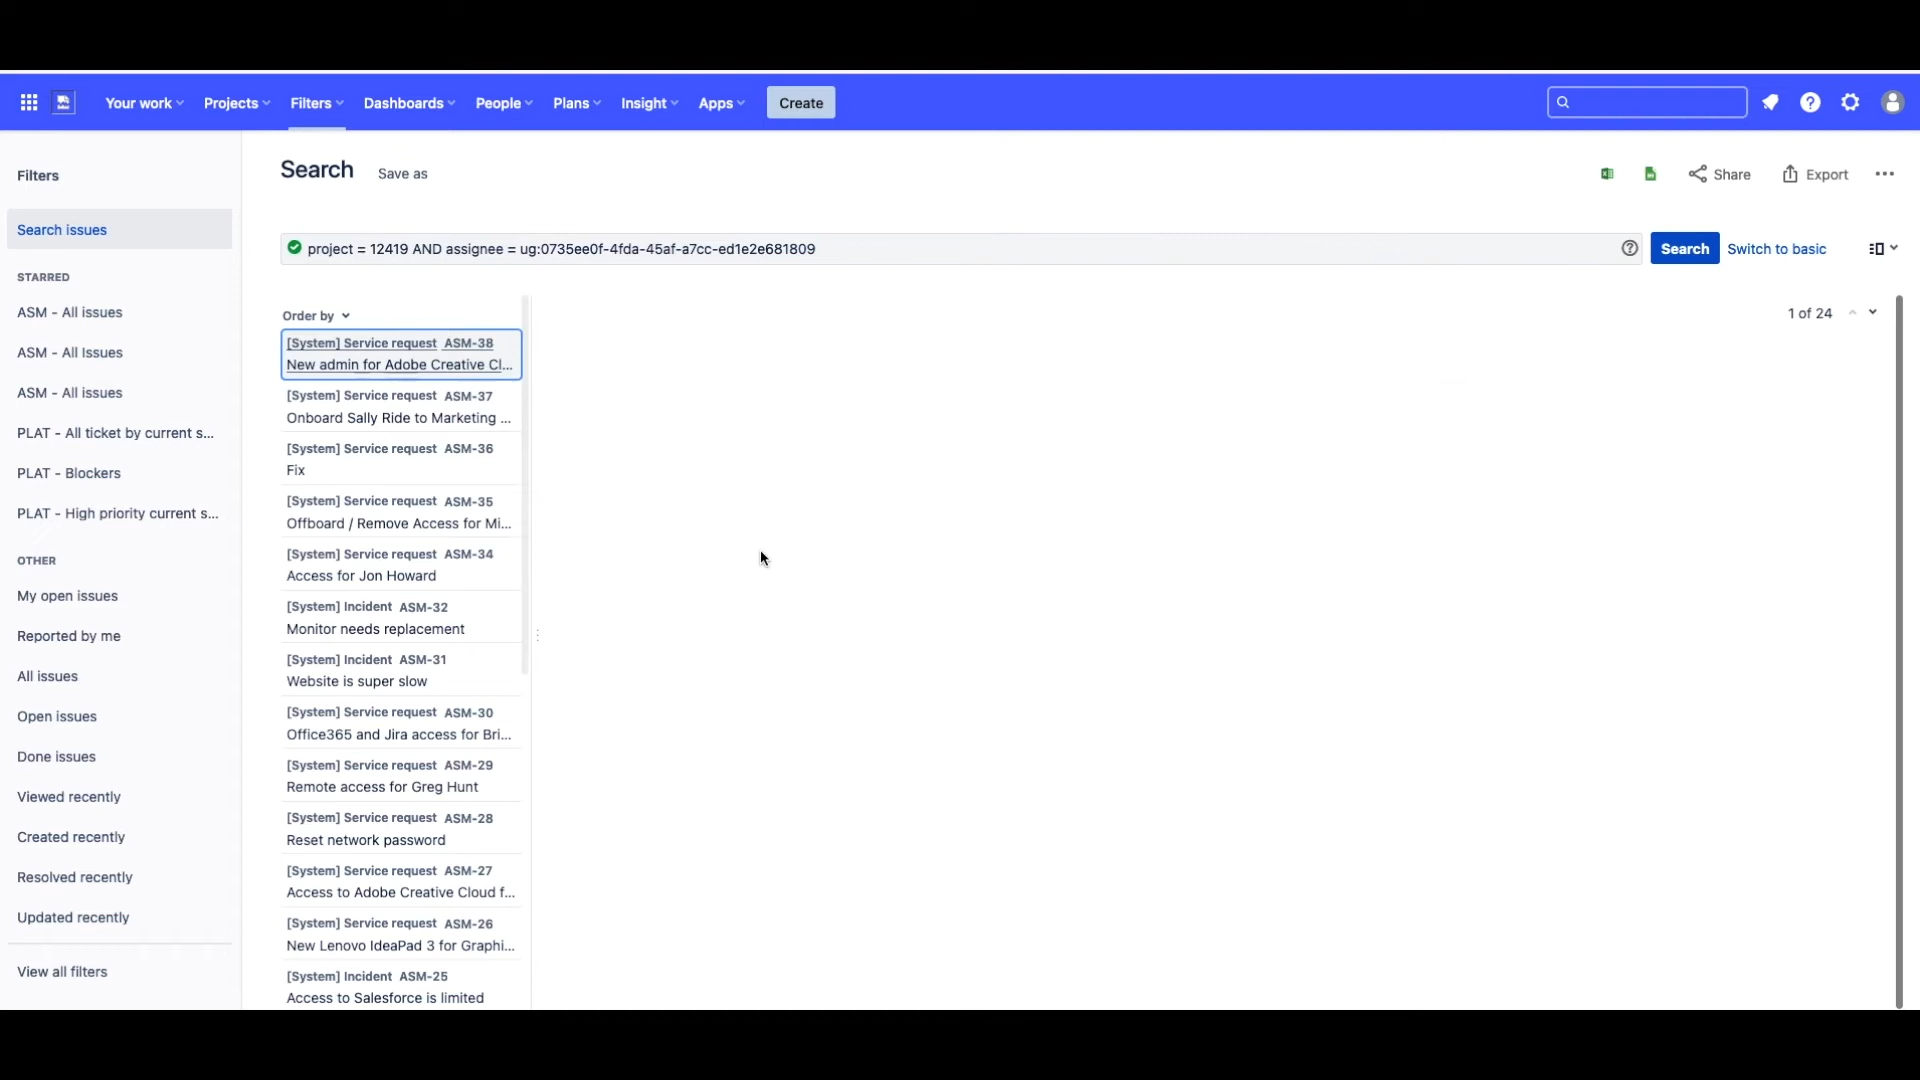 Your work
Projects
Filters
Dashboards
People
Plans
Insight
Apps
Create
Filters
Search issues
STARRED
ASM - All issues
ASM - All Issues
ASM - All issues
PLAT - All ticket by current s...
PLAT - Blockers
PLAT - High priority current s...
OTHER
My open issues
Reported by me
All issues
Open issues
Done issues
Viewed recently
Created recently
Resolved recently
Updated recently
View all filters
Search
Save as
Share
Export
project = 12419 AND assignee = ug:0735ee0f-4fda-45af-a7cc-ed1e2e681809
Search
Switch to basic
Order by
1 of 24
[System] Service request ASM-38
New admin for Adobe Creative Cl...
[System] Service request ASM-37
Onboard Sally Ride to Marketing ...
[System] Service request ASM-36
Fix
[System] Service request ASM-35
Offboard / Remove Access for Mi...
[System] Service request ASM-34
Access for Jon Howard
[System] Incident ASM-32
Monitor needs replacement
[System] Incident ASM-31
Website is super slow
[System] Service request ASM-30
Office365 and Jira access for Bri...
[System] Service request ASM-29
Remote access for Greg Hunt
[System] Service request ASM-28
Reset network password
[System] Service request ASM-27
Access to Adobe Creative Cloud f...
[System] Service request ASM-26
New Lenovo IdeaPad 3 for Graphi...
[System] Incident ASM-25
Access to Salesforce is limited